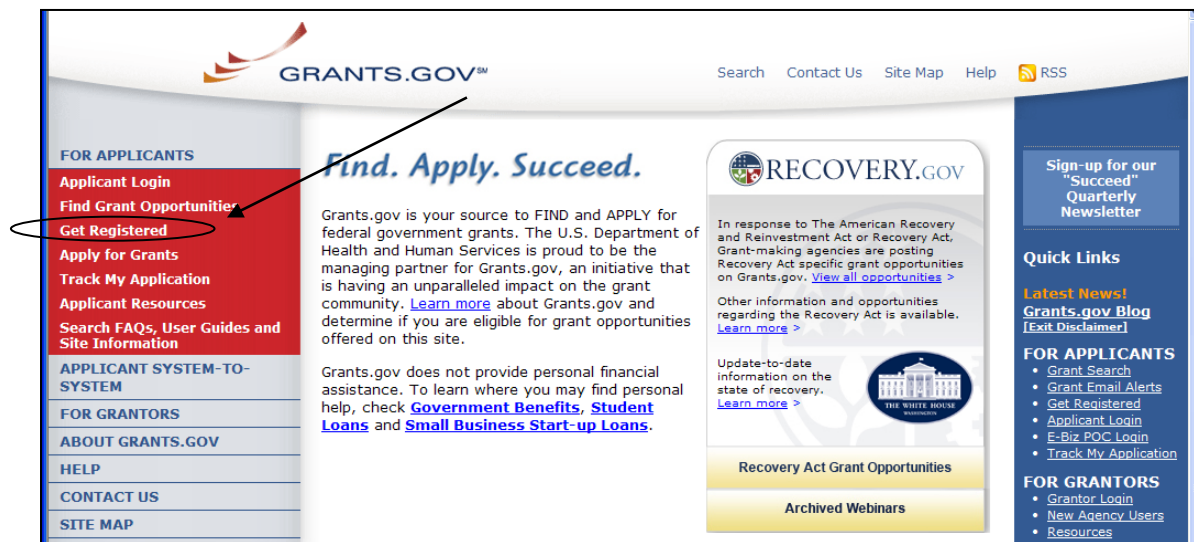 GRANTS.GOV℠
Search Contact Us Site Map Help RSS
FOR APPLICANTS
Applicant Login
Find Grant Opportunities
Get Registered
Apply for Grants
Track My Application
Applicant Resources
Search FAQs, User Guides and
Site Information
APPLICANT SYSTEM-TO-
SYSTEM
FOR GRANTORS
ABOUT GRANTS.GOV
HELP
CONTACT US
SITE MAP
Find. Apply. Succeed.
Grants.gov is your source to FIND and APPLY for
federal government grants. The U.S. Department of
Health and Human Services is proud to be the
managing partner for Grants.gov, an initiative that
is having an unparalleled impact on the grant
community. Learn more about Grants.gov and
determine if you are eligible for grant opportunities
offered on this site.
Grants.gov does not provide personal financial
assistance. To learn where you may find personal
help, check Government Benefits, Student
Loans and Small Business Start-up Loans.
RECOVERY.GOV
In response to The American Recovery
and Reinvestment Act or Recovery Act,
Grant-making agencies are posting
Recovery Act specific grant opportunities
on Grants.gov. View all opportunities >
Other information and opportunities
regarding the Recovery Act is available.
Learn more >
Update-to-date
information on the
state of recovery.
Learn more >
THE WHITE HOUSE
WASHINGTON
Recovery Act Grant Opportunities
Archived Webinars
Sign-up for our
"Succeed"
Quarterly
Newsletter
Quick Links
Latest News!
Grants.gov Blog
[Exit Disclaimer]
FOR APPLICANTS
• Grant Search
• Grant Email Alerts
• Get Registered
• Applicant Login
• E-Biz POC Login
• Track My Application
FOR GRANTORS
• Grantor Login
• New Agency Users
• Resources